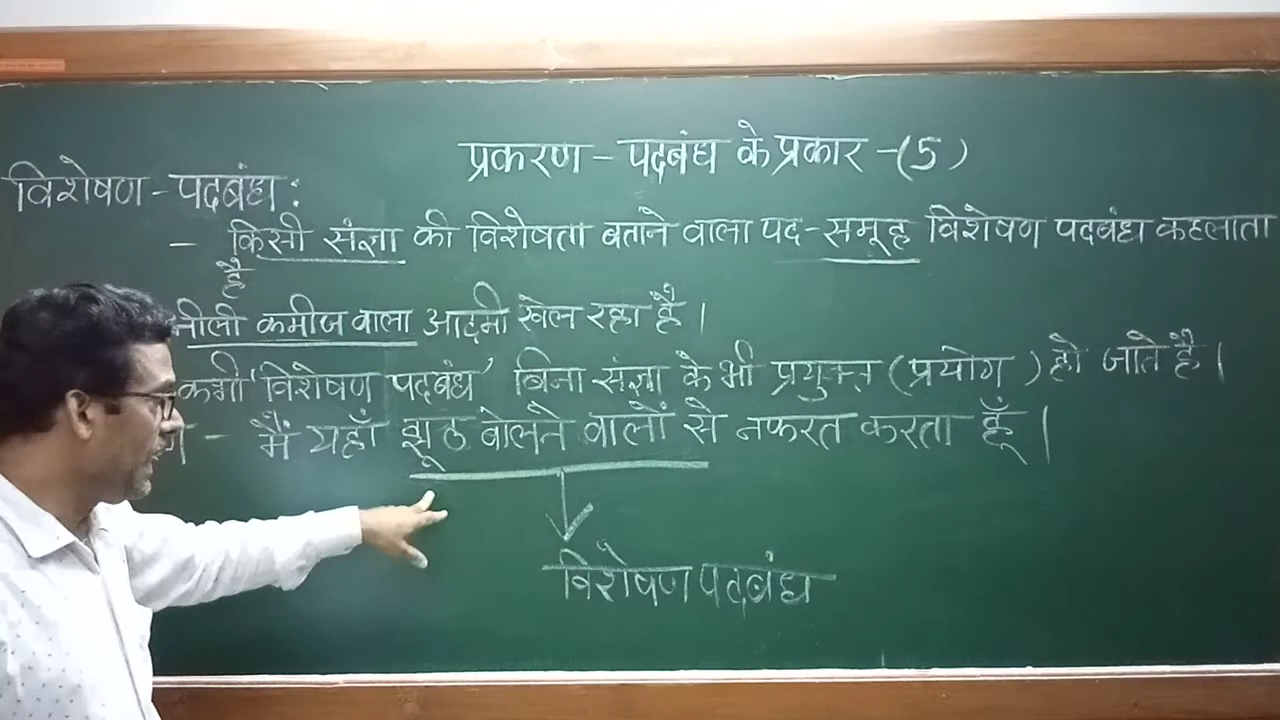 प्रकरण - पदबंध के प्रकार -(5)
विशेषण - पदबंध :
- किसी संज्ञा की विशेषता बताने वाला पद-समूह विशेषण पदबंध कहलाता
है
नीली कमीज वाला आदमी खेल रहा है।
कभी 'विशेषण पदबंध' बिना संज्ञा के भी प्रयुक्त (प्रयोग) हो जाते है।
- मैं यहाँ झूठ बोलने वालों से नफरत करता हूँ।
विशेषण पदबंध